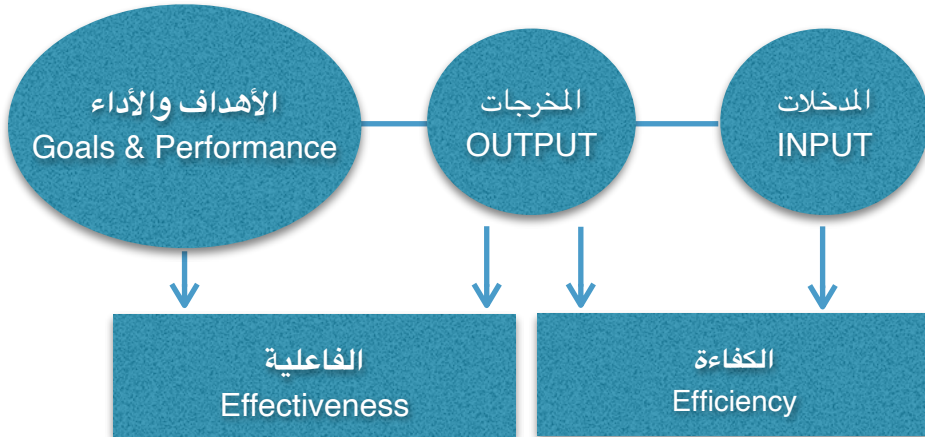 الأهداف والأداء
Goals & Performance
المخرجات
OUTPUT
المدخلات
INPUT
الفاعلية
Effectiveness
الكفاءة
Efficiency